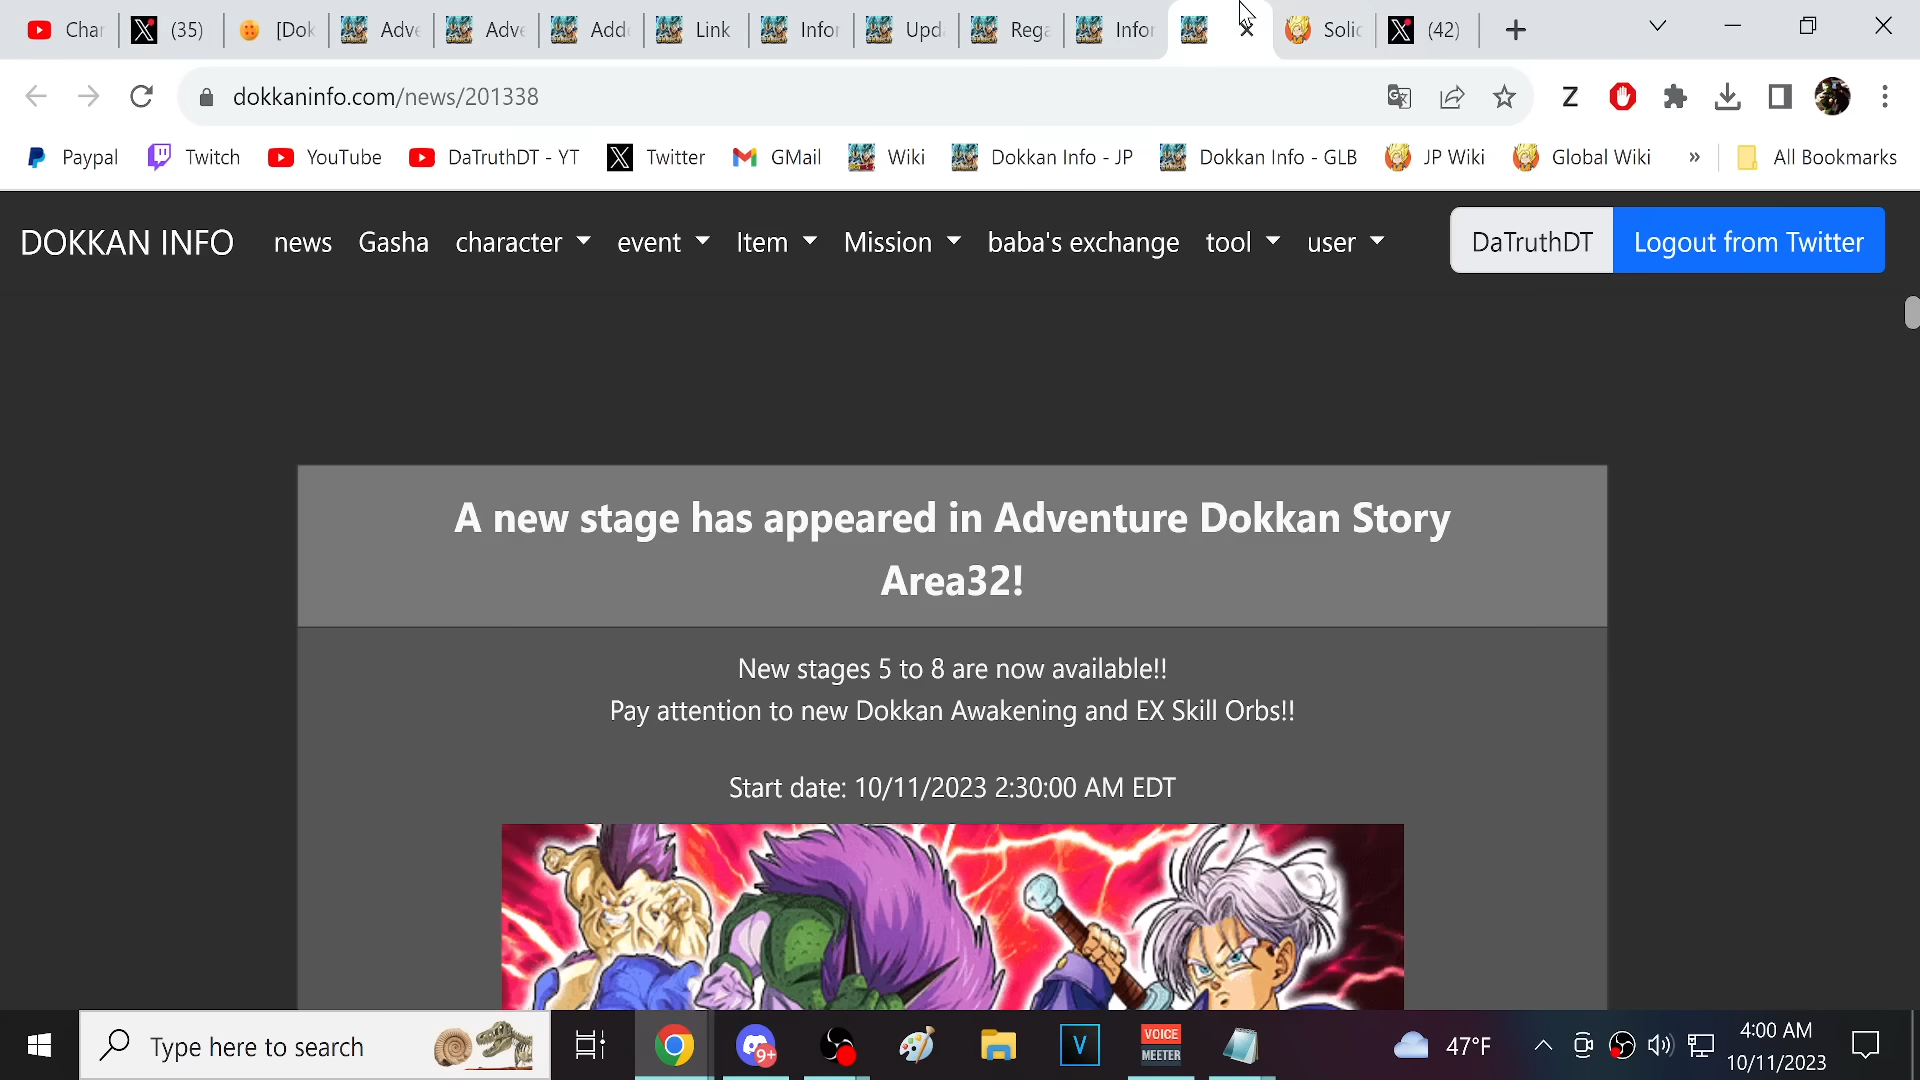 Char
(35)
[Dok
Adve
Adve
Add
Link
Infor
Upda
Rega
Infor
Solid
(42)
dokkaninfo.com/news/201338
Z
Paypal
Twitch
YouTube
DaTruthDT - YT
Twitter
GMail
Wiki
Dokkan Info - JP
Dokkan Info - GLB
JP Wiki
Global Wiki
»
All Bookmarks
DOKKAN INFO
news
Gasha
character
event
Item
Mission
baba's exchange
tool
user
DaTruthDT
Logout from Twitter
A new stage has appeared in Adventure Dokkan Story
Area32!
New stages 5 to 8 are now available!!
Pay attention to new Dokkan Awakening and EX Skill Orbs!!
Start date: 10/11/2023 2:30:00 AM EDT
Type here to search
9+
V
VOICE
MEETER
47°F
4:00 AM
10/11/2023